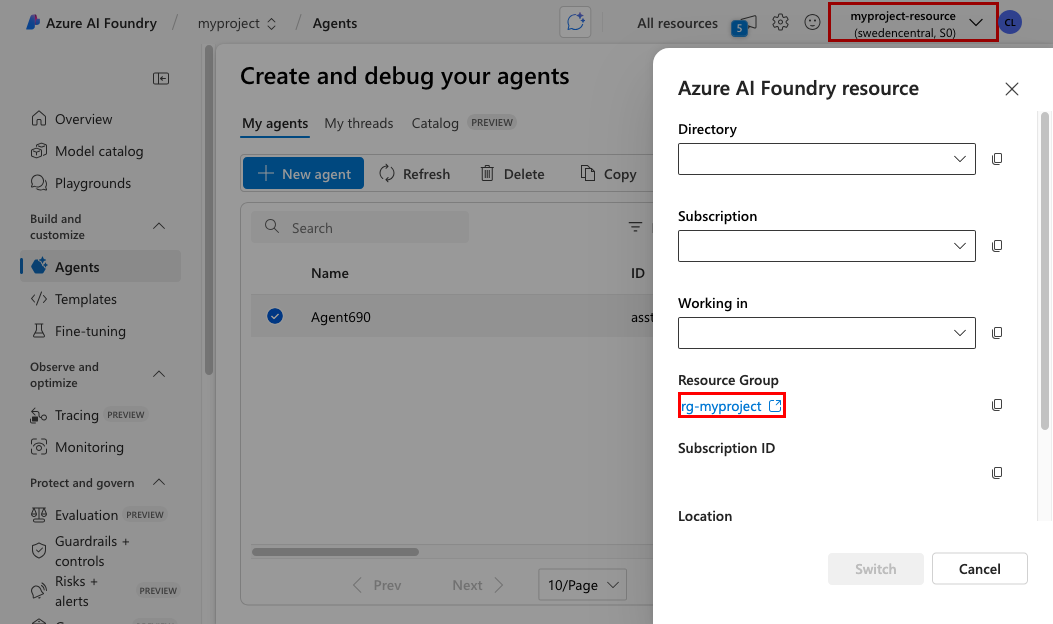 Azure AI Foundry / myproject / Agents
All resources
5
myproject-resource
(swedencentral, S0)
CL
Overview
Model catalog
Playgrounds
Build and
customize
Agents
Templates
Fine-tuning
Observe and
optimize
Tracing PREVIEW
Monitoring
Protect and govern
Evaluation PREVIEW
Guardrails +
controls
Risks +
alerts
PREVIEW
Create and debug your agents
My agents My threads Catalog PREVIEW
New agent Refresh Delete Copy
Search
Name ID
Agent690 asst
Prev Next 10/Page
Azure AI Foundry resource
Directory
Subscription
Working in
Resource Group
rg-myproject
Subscription ID
Location
Switch Cancel